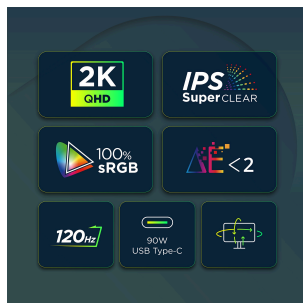 2K
QHD
IPS
SuperCLEAR
100%
sRGB
ΔE<2
120Hz
90W
USB Type-C